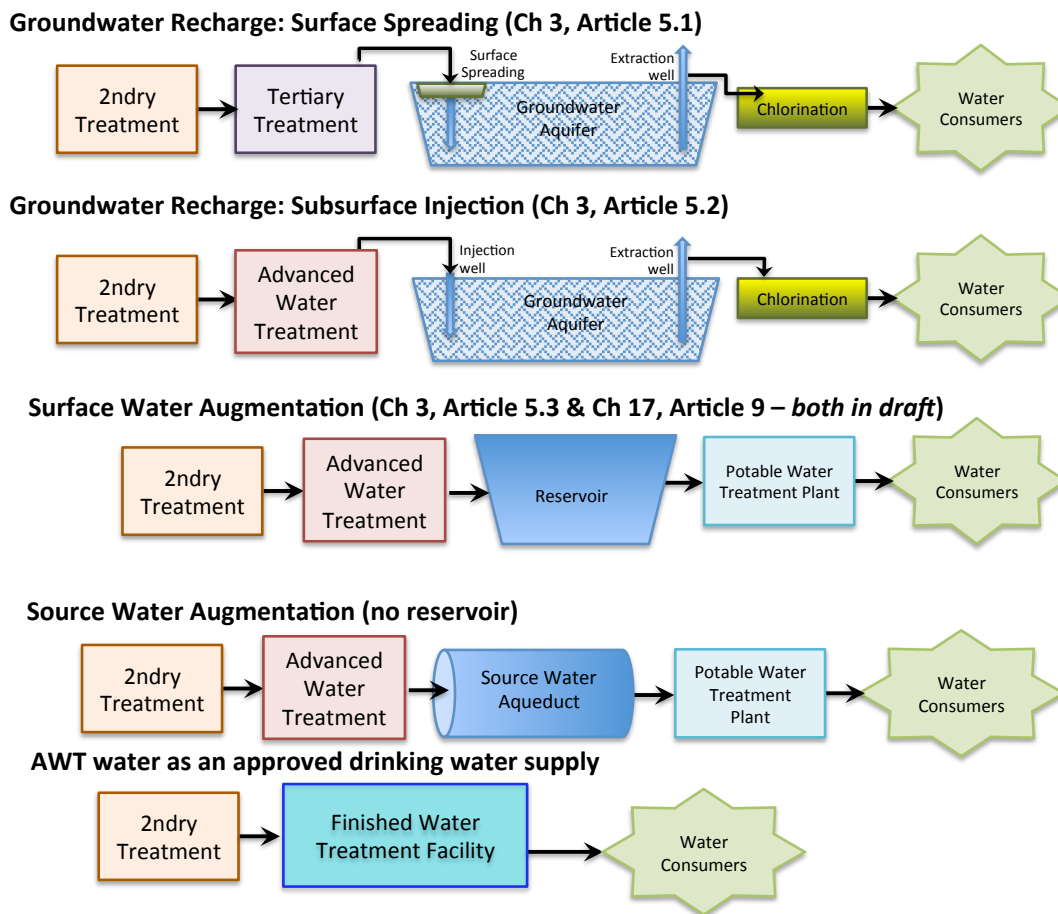 Groundwater Recharge: Surface Spreading (Ch 3, Article 5.1)
2ndry
Treatment
Tertiary
Treatment
Surface
Spreading
Groundwater
Aquifer
Extraction
well
Chlorination
Water
Consumers
Groundwater Recharge: Subsurface Injection (Ch 3, Article 5.2)
2ndry
Treatment
Advanced
Water
Treatment
Injection
well
Groundwater
Aquifer
Extraction
well
Chlorination
Water
Consumers
Surface Water Augmentation (Ch 3, Article 5.3 & Ch 17, Article 9 – both in draft)
2ndry
Treatment
Advanced
Water
Treatment
Reservoir
Potable Water
Treatment Plant
Water
Consumers
Source Water Augmentation (no reservoir)
2ndry
Treatment
Advanced
Water
Treatment
Source Water
Aqueduct
Potable Water
Treatment
Plant
Water
Consumers
AWT water as an approved drinking water supply
2ndry
Treatment
Finished Water
Treatment Facility
Water
Consumers